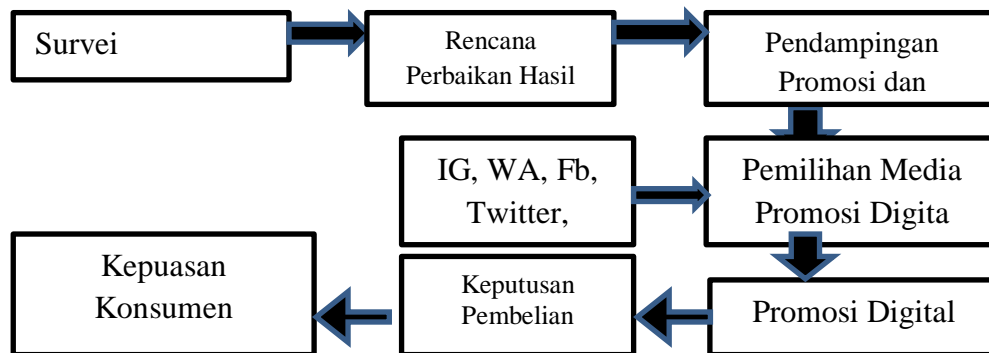 Survei
Rencana
Perbaikan Hasil
Pendampingan
Promosi dan
IG, WA, Fb,
Twitter,
Pemilihan Media
Promosi Digita
Kepuasan
Konsumen
Keputusan
Pembelian
Promosi Digital